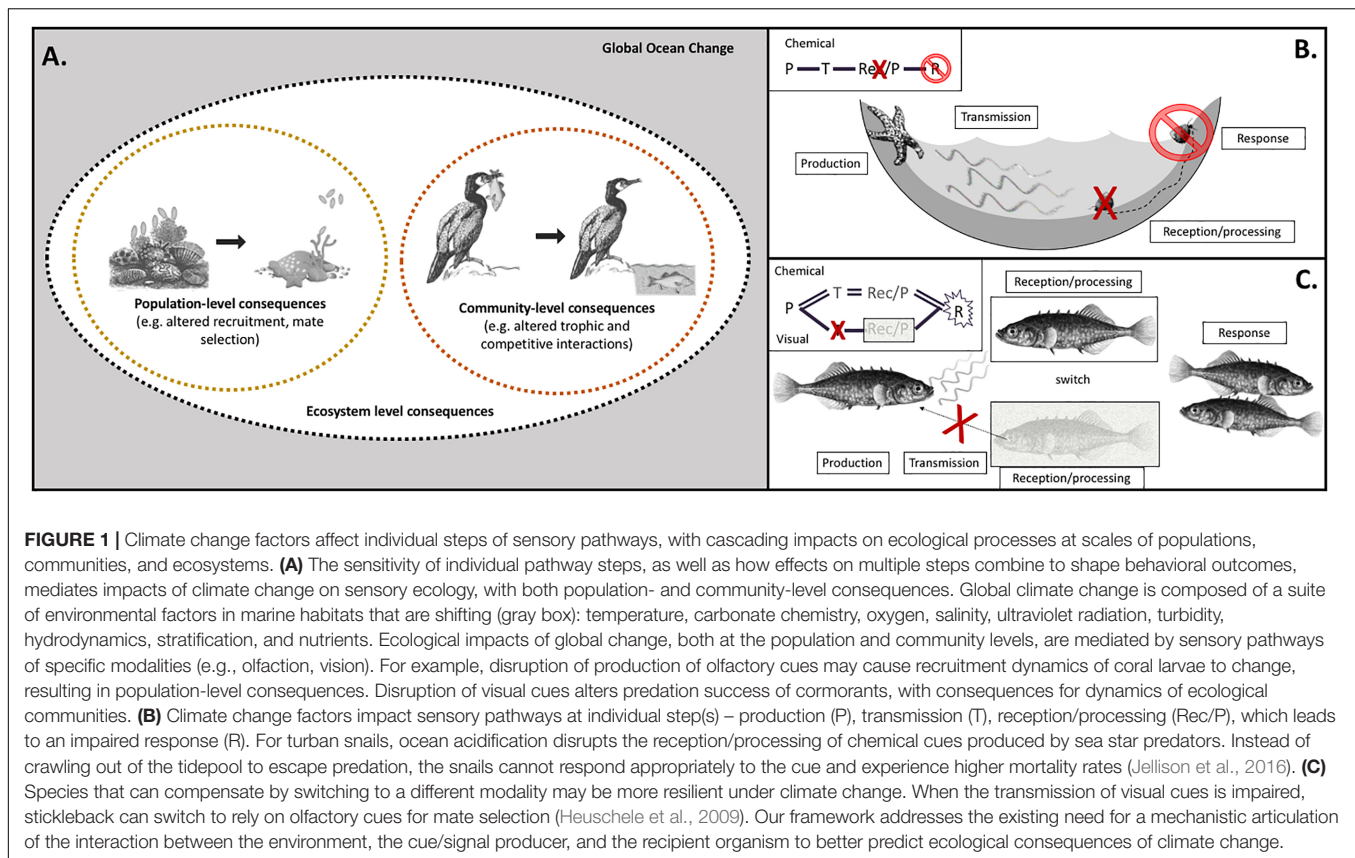 A.
Global Ocean Change
Population-level consequences
(e.g. altered recruitment, mate
selection)
Community-level consequences
(e.g. altered trophic and
competitive interactions)
Ecosystem level consequences
B.
Chemical
P T Rec/P R
Transmission
Production
Response
Reception/processing
C.
Chemical
P T Rec/P R
X Rec/P
Visual
Reception/processing
Response
switch
Production Transmission
Reception/processing
FIGURE 1 | Climate change factors affect individual steps of sensory pathways, with cascading impacts on ecological processes at scales of populations,
communities, and ecosystems. (A) The sensitivity of individual pathway steps, as well as how effects on multiple steps combine to shape behavioral outcomes,
mediates impacts of climate change on sensory ecology, with both population- and community-level consequences. Global climate change is composed of a suite
of environmental factors in marine habitats that are shifting (gray box): temperature, carbonate chemistry, oxygen, salinity, ultraviolet radiation, turbidity,
hydrodynamics, stratification, and nutrients. Ecological impacts of global change, both at the population and community levels, are mediated by sensory pathways
of specific modalities (e.g., olfaction, vision). For example, disruption of production of olfactory cues may cause recruitment dynamics of coral larvae to change,
resulting in population-level consequences. Disruption of visual cues alters predation success of cormorants, with consequences for dynamics of ecological
communities. (B) Climate change factors impact sensory pathways at individual step(s) – production (P), transmission (T), reception/processing (Rec/P), which leads
to an impaired response (R). For turban snails, ocean acidification disrupts the reception/processing of chemical cues produced by sea star predators. Instead of
crawling out of the tidepool to escape predation, the snails cannot respond appropriately to the cue and experience higher mortality rates (Jellison et al., 2016). (C)
Species that can compensate by switching to a different modality may be more resilient under climate change. When the transmission of visual cues is impaired,
stickleback can switch to rely on olfactory cues for mate selection (Heuschele et al., 2009). Our framework addresses the existing need for a mechanistic articulation
of the interaction between the environment, the cue/signal producer, and the recipient organism to better predict ecological consequences of climate change.